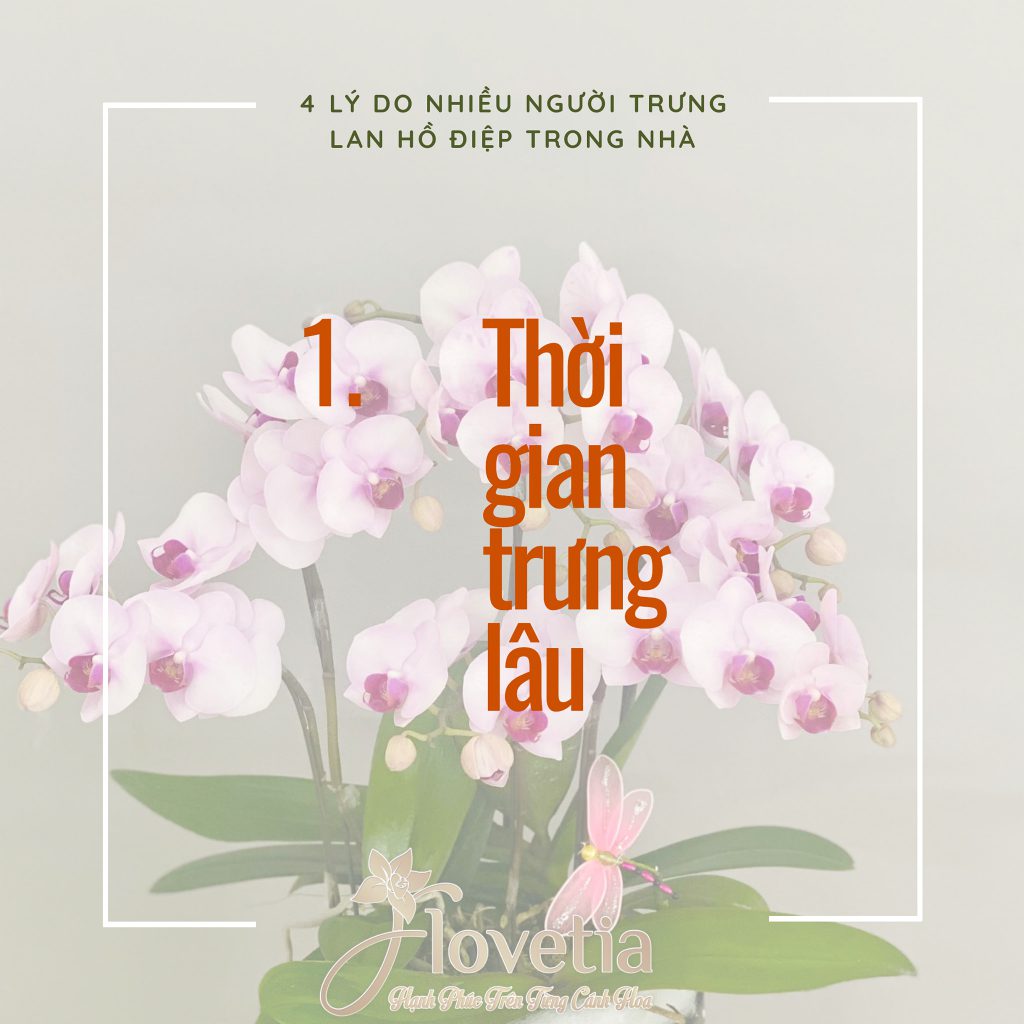 4 LÝ DO NHIỀU NGƯỜI TRƯNG
LAN HỒ ĐIỆP TRONG NHÀ
1. Thời
gian
trưng
lâu
flovetia
Hạnh Phúc Trên Từng Cánh Hoa